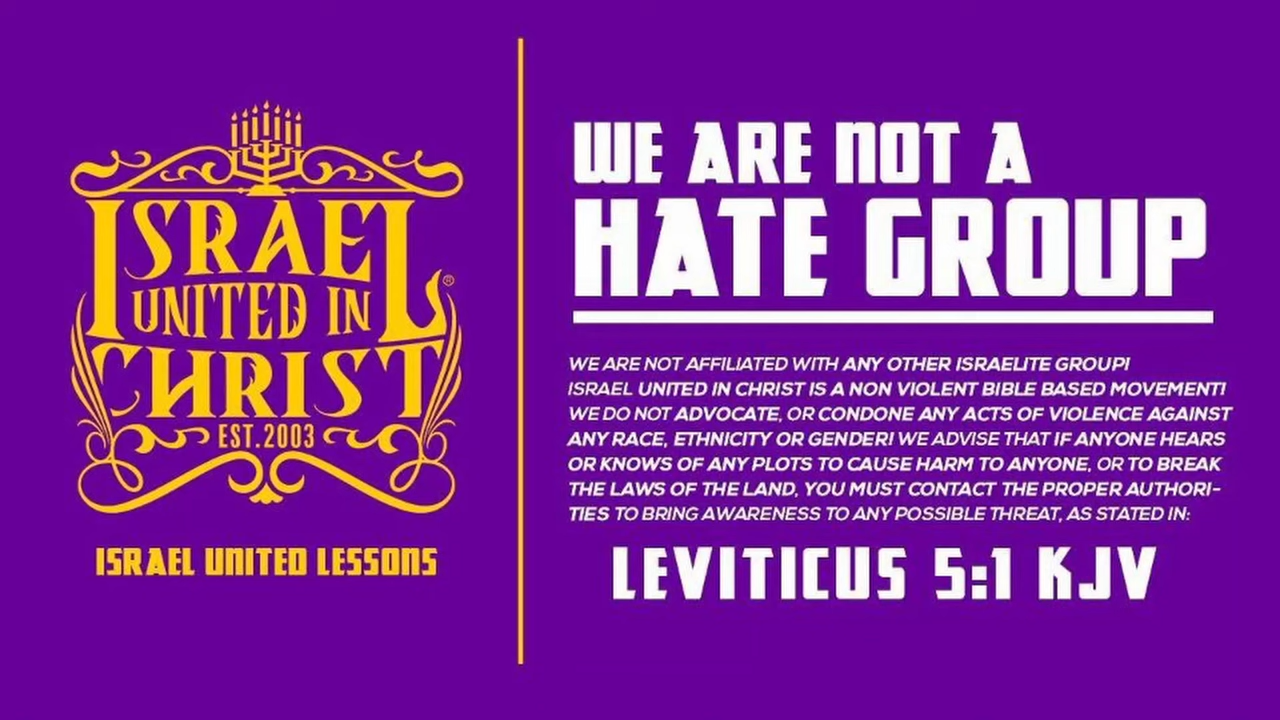 ISRAEL
UNITED IN
CHRIST
EST.2003
ISRAEL UNITED LESSONS
WE ARE NOT A
HATE GROUP
WE ARE NOT AFFILIATED WITH ANY OTHER ISRAELITE GROUP!
ISRAEL UNITED IN CHRIST IS A NON VIOLENT BIBLE BASED MOVEMENT!
WE DO NOT ADVOCATE, OR CONDONE ANY ACTS OF VIOLENCE AGAINST
ANY RACE, ETHNICITY OR GENDER! WE ADVISE THAT IF ANYONE HEARS
OR KNOWS OF ANY PLOTS TO CAUSE HARM TO ANYONE, OR TO BREAK
THE LAWS OF THE LAND, YOU MUST CONTACT THE PROPER AUTHORI-
TIES TO BRING AWARENESS TO ANY POSSIBLE THREAT, AS STATED IN:
LEVITICUS 5:1 KJV